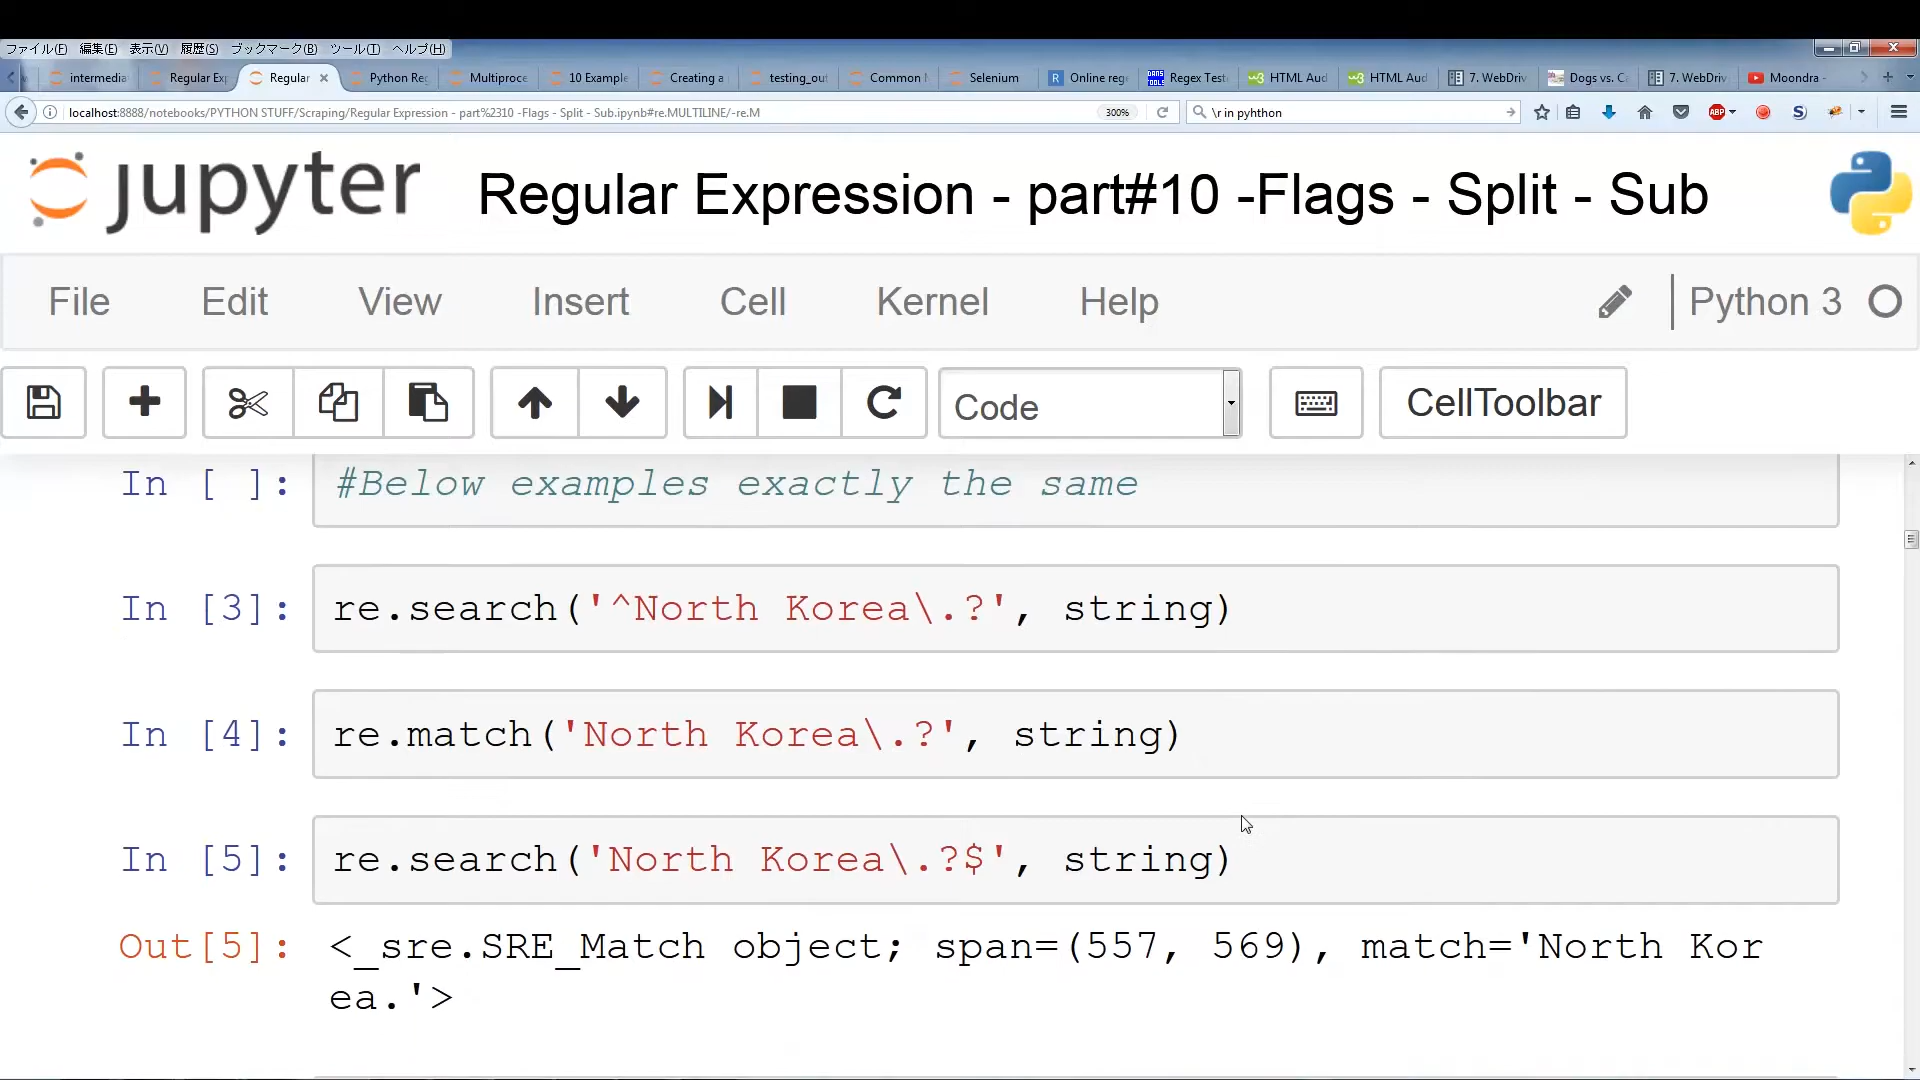 ファイル(F) 編集(E) 表示(V) 履歴(S) ブックマーク(B) ツール(T) ヘルプ(H)
intermedia Regular Exp Regular Python Reg Multiproce 10 Example Creating a testing_out Common Selenium Online reg Regex Test HTML Aud HTML Aud 7. WebDriv Dogs vs. C 7. WebDriv Moondra -
localhost:8888/notebooks/PYTHON STUFF/Scraping/Regular Expression - part%2310 -Flags - Split - Sub.ipynb#re.MULTILINE/-re.M 300% \r in pyhthon
jupyter Regular Expression - part#10 -Flags - Split - Sub
File Edit View Insert Cell Kernel Help Python 3
Code CellToolbar
In [ ]: #Below examples exactly the same
In [3]: re.search('^North Korea\.?', string)
In [4]: re.match('North Korea\.?', string)
In [5]: re.search('North Korea\.?$', string)
Out[5]: <_sre.SRE_Match object; span=(557, 569), match='North Kor
ea.'>